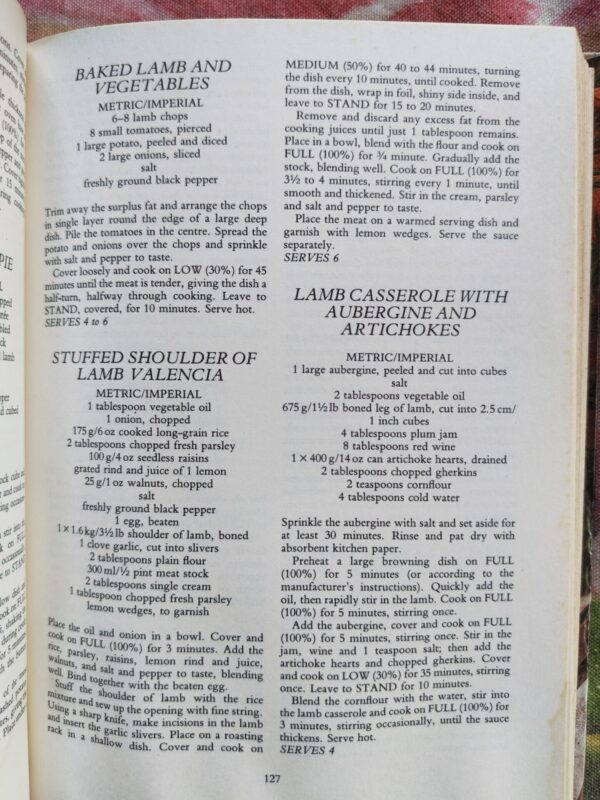 BAKED LAMB AND
VEGETABLES
METRIC/IMPERIAL
6–8 lamb chops
8 small tomatoes, pierced
1 large potato, peeled and diced
2 large onions, sliced
salt
freshly ground black pepper
Trim away the surplus fat and arrange the chops
in single layer round the edge of a large deep
dish. Pile the tomatoes in the centre. Spread the
potato and onions over the chops and sprinkle
with salt and pepper to taste.
Cover loosely and cook on LOW (30%) for 45
minutes until the meat is tender, giving the dish a
half-turn, halfway through cooking. Leave to
STAND, covered, for 10 minutes. Serve hot.
SERVES 4 to 6
STUFFED SHOULDER OF
LAMB VALENCIA
METRIC/IMPERIAL
1 tablespoon vegetable oil
1 onion, chopped
175 g/6 oz cooked long-grain rice
2 tablespoons chopped fresh parsley
100 g/4 oz seedless raisins
grated rind and juice of 1 lemon
25 g/1 oz walnuts, chopped
salt
freshly ground black pepper
1 egg, beaten
1 × 1.6 kg/3½ lb shoulder of lamb, boned
1 clove garlic, cut into slivers
2 tablespoons plain flour
300 ml/½ pint meat stock
2 tablespoons single cream
1 tablespoon chopped fresh parsley
lemon wedges, to garnish
Place the oil and onion in a bowl. Cover and
cook on FULL (100%) for 3 minutes. Add the
rice, parsley, raisins, lemon rind and juice,
walnuts, and salt and pepper to taste, blending
well. Bind together with the beaten egg.
Stuff the shoulder of lamb with the rice
mixture and sew up the opening with fine string.
Using a sharp knife, make incisions in the lamb
and insert the garlic slivers. Place on a roasting
rack in a shallow dish. Cover and cook on
MEDIUM (50%) for 40 to 44 minutes, turning
the dish every 10 minutes, until cooked. Remove
from the dish, wrap in foil, shiny side inside, and
leave to STAND for 15 to 20 minutes.
Remove and discard any excess fat from the
cooking juices until just 1 tablespoon remains.
Place in a bowl, blend with the flour and cook on
FULL (100%) for ¾ minute. Gradually add the
stock, blending well. Cook on FULL (100%) for
3½ to 4 minutes, stirring every 1 minute, until
smooth and thickened. Stir in the cream, parsley
and salt and pepper to taste.
Place the meat on a warmed serving dish and
garnish with lemon wedges. Serve the sauce
separately.
SERVES 6
LAMB CASSEROLE WITH
AUBERGINE AND
ARTICHOKES
METRIC/IMPERIAL
1 large aubergine, peeled and cut into cubes
salt
2 tablespoons vegetable oil
675 g/1½ lb boned leg of lamb, cut into 2.5 cm/
1 inch cubes
4 tablespoons plum jam
8 tablespoons red wine
1 × 400 g/14 oz can artichoke hearts, drained
2 tablespoons chopped gherkins
2 teaspoons cornflour
4 tablespoons cold water
Sprinkle the aubergine with salt and set aside for
at least 30 minutes. Rinse and pat dry with
absorbent kitchen paper.
Preheat a large browning dish on FULL
(100%) for 5 minutes (or according to the
manufacturer's instructions). Quickly add the
oil, then rapidly stir in the lamb. Cook on FULL
(100%) for 5 minutes, stirring once.
Add the aubergine, cover and cook on FULL
(100%) for 5 minutes, stirring once. Stir in the
jam, wine and 1 teaspoon salt; then add the
artichoke hearts and chopped gherkins. Cover
and cook on LOW (30%) for 35 minutes, stirring
once. Leave to STAND for 10 minutes.
Blend the cornflour with the water, stir into
the lamb casserole and cook on FULL (100%) for
3 minutes, stirring occasionally, until the sauce
thickens. Serve hot.
SERVES 4
127